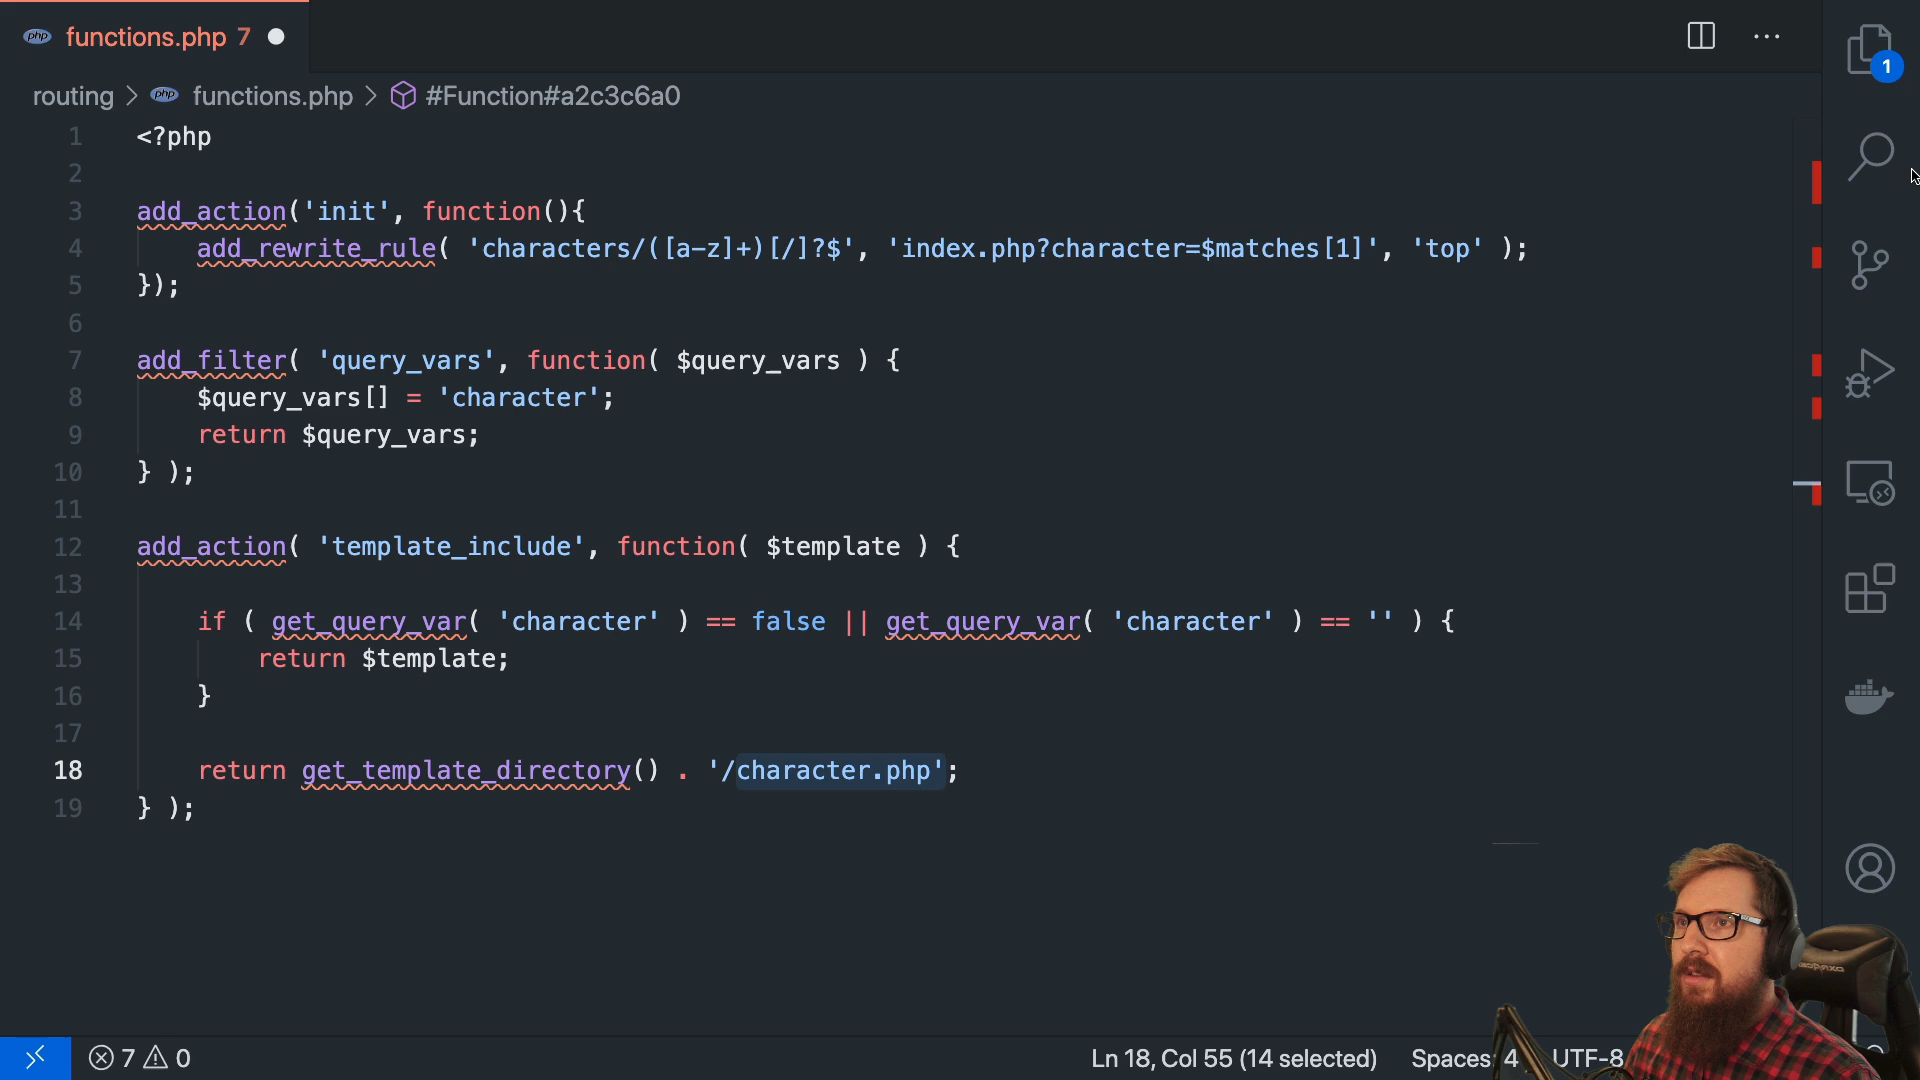 php functions.php 7
routing > php functions.php > #Function#a2c3c6a0
1
1 <?php
2
3 add_action('init', function(){
4     add_rewrite_rule( 'characters/([a-z]+)[/]?$', 'index.php?character=$matches[1]', 'top' );
5 });
6
7 add_filter( 'query_vars', function( $query_vars ) {
8     $query_vars[] = 'character';
9     return $query_vars;
10 } );
11
12 add_action( 'template_include', function( $template ) {
13
14     if ( get_query_var( 'character' ) == false || get_query_var( 'character' ) == '' ) {
15         return $template;
16     }
17
18     return get_template_directory() . '/character.php';
19 } );
7 0 Ln 18, Col 55 (14 selected) Spaces: 4 UTF-8